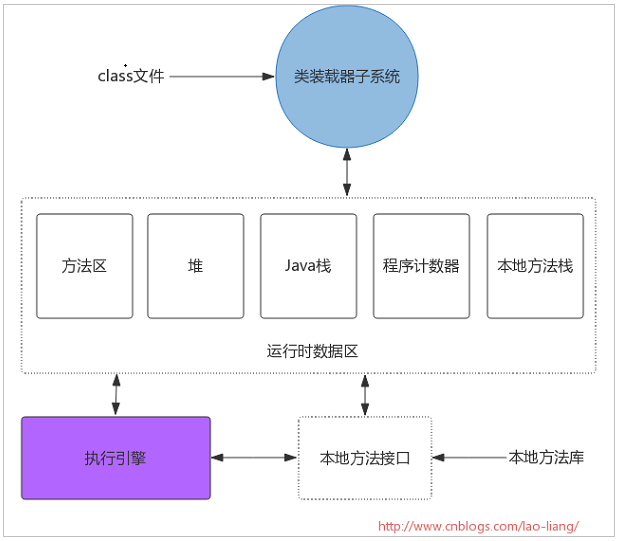 class文件
类装载器子系统
方法区
堆
Java栈
程序计数器
本地方法栈
运行时数据区
执行引擎
本地方法接口
本地方法库
http://www.cnblogs.com/lao-liang/